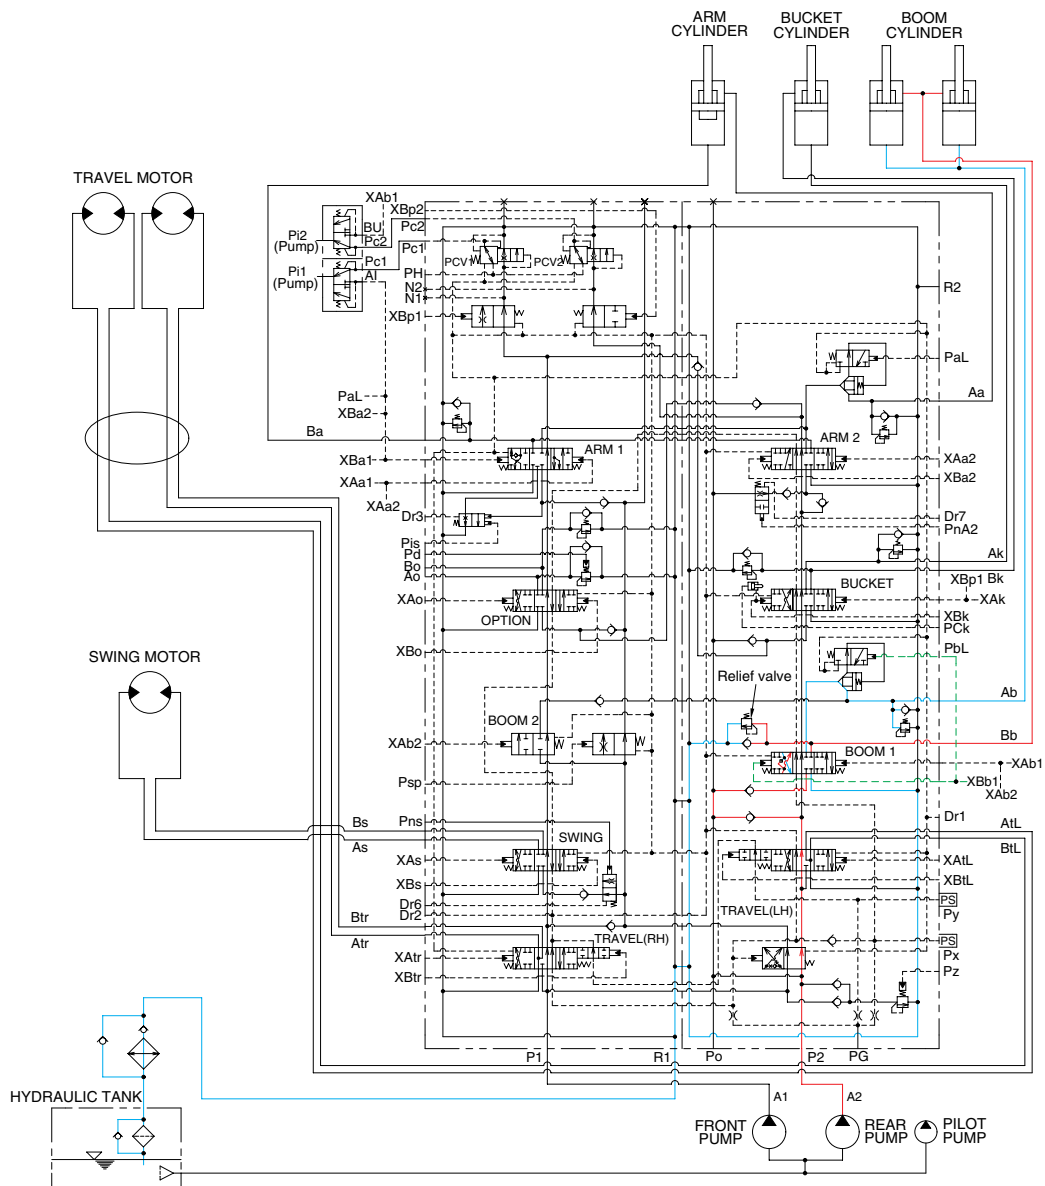 ARM
CYLINDER
BUCKET
CYLINDER
BOOM
CYLINDER
TRAVEL MOTOR
XAb1
XBp2
BU
Pc2
Pc2
Pi2
(Pump)
Pc1
Pc1
Pi1
(Pump)
AI
PCV1
PCV2
PH
N2
N1
XBp1
R2
PaL
Aa
PaL
XBa2
Ba
ARM 1
ARM 2
XBa1
XAa2
XAa1
XBa2
XAa2
Dr3
Dr7
PnA2
Pis
Pd
Bo
Ao
Ak
XBp1
Bk
BUCKET
XAo
XAk
OPTION
XBk
PCk
XBo
PbL
SWING MOTOR
Relief valve
Ab
BOOM 2
Bb
XAb2
BOOM 1
XAb1
Psp
XBb1
XAb2
Bs
Pns
Dr1
As
SWING
AtL
BtL
XAs
XAtL
XBs
XBtL
Dr6
PS
Dr2
Py
Btr
TRAVEL(LH)
Atr
TRAVEL(RH)
PS
XAtr
Px
XBtr
Pz
P1
R1
Po
P2
PG
HYDRAULIC TANK
A1
A2
FRONT
PUMP
REAR
PUMP
PILOT
PUMP